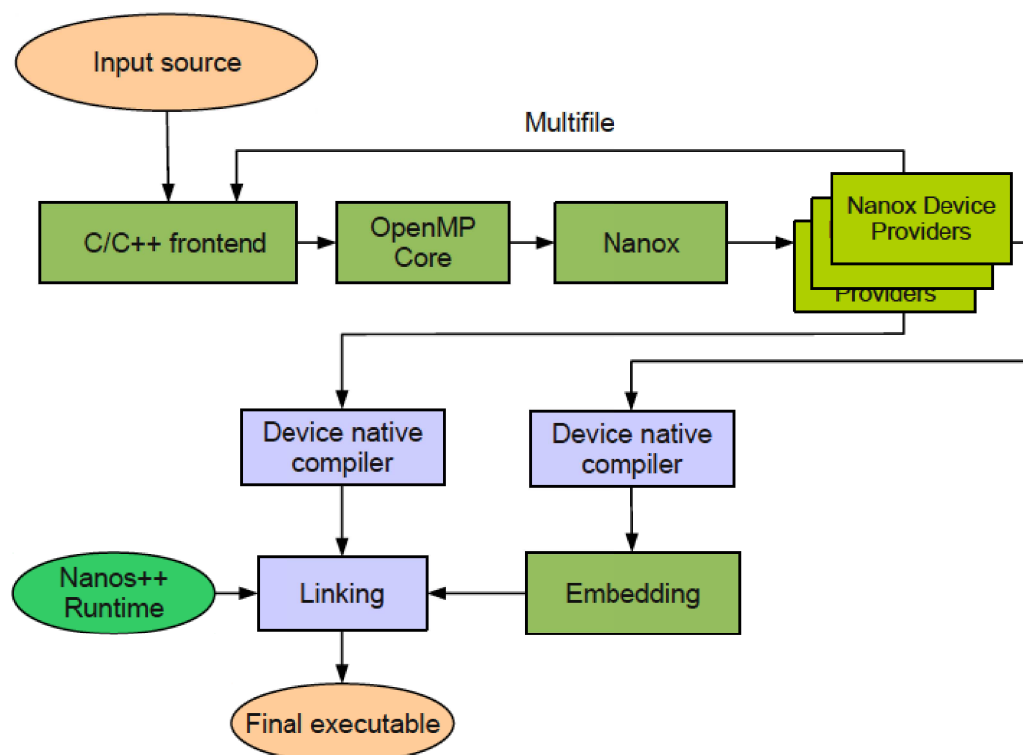 Input source
Multifile
C/C++ frontend
OpenMP
Core
Nanox
Nanox Device
Providers
Providers
Device native
compiler
Device native
compiler
Nanos++
Runtime
Linking
Embedding
Final executable